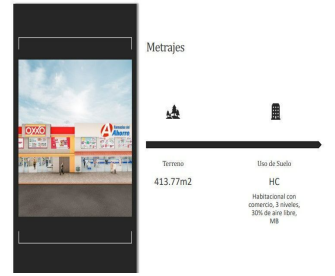 Metrajes
OXXO
A
Ahorro
Terreno
Uso de Suelo
413.77m2
HC
Habitacional con
comercio, 3 niveles,
30% de aire libre,
MB